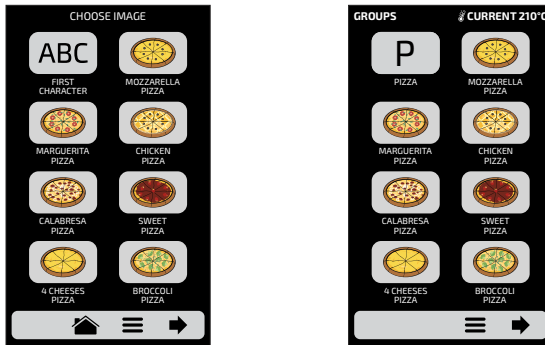 CHOOSE IMAGE
ABC
FIRST
CHARACTER
MOZZARELLA
PIZZA
MARGUERITA
PIZZA
CHICKEN
PIZZA
CALABRESA
PIZZA
SWEET
PIZZA
4 CHEESES
PIZZA
BROCCOLI
PIZZA
GROUPS
CURRENT 210°C
P
PIZZA
MOZZARELLA
PIZZA
MARGUERITA
PIZZA
CHICKEN
PIZZA
CALABRESA
PIZZA
SWEET
PIZZA
4 CHEESES
PIZZA
BROCCOLI
PIZZA